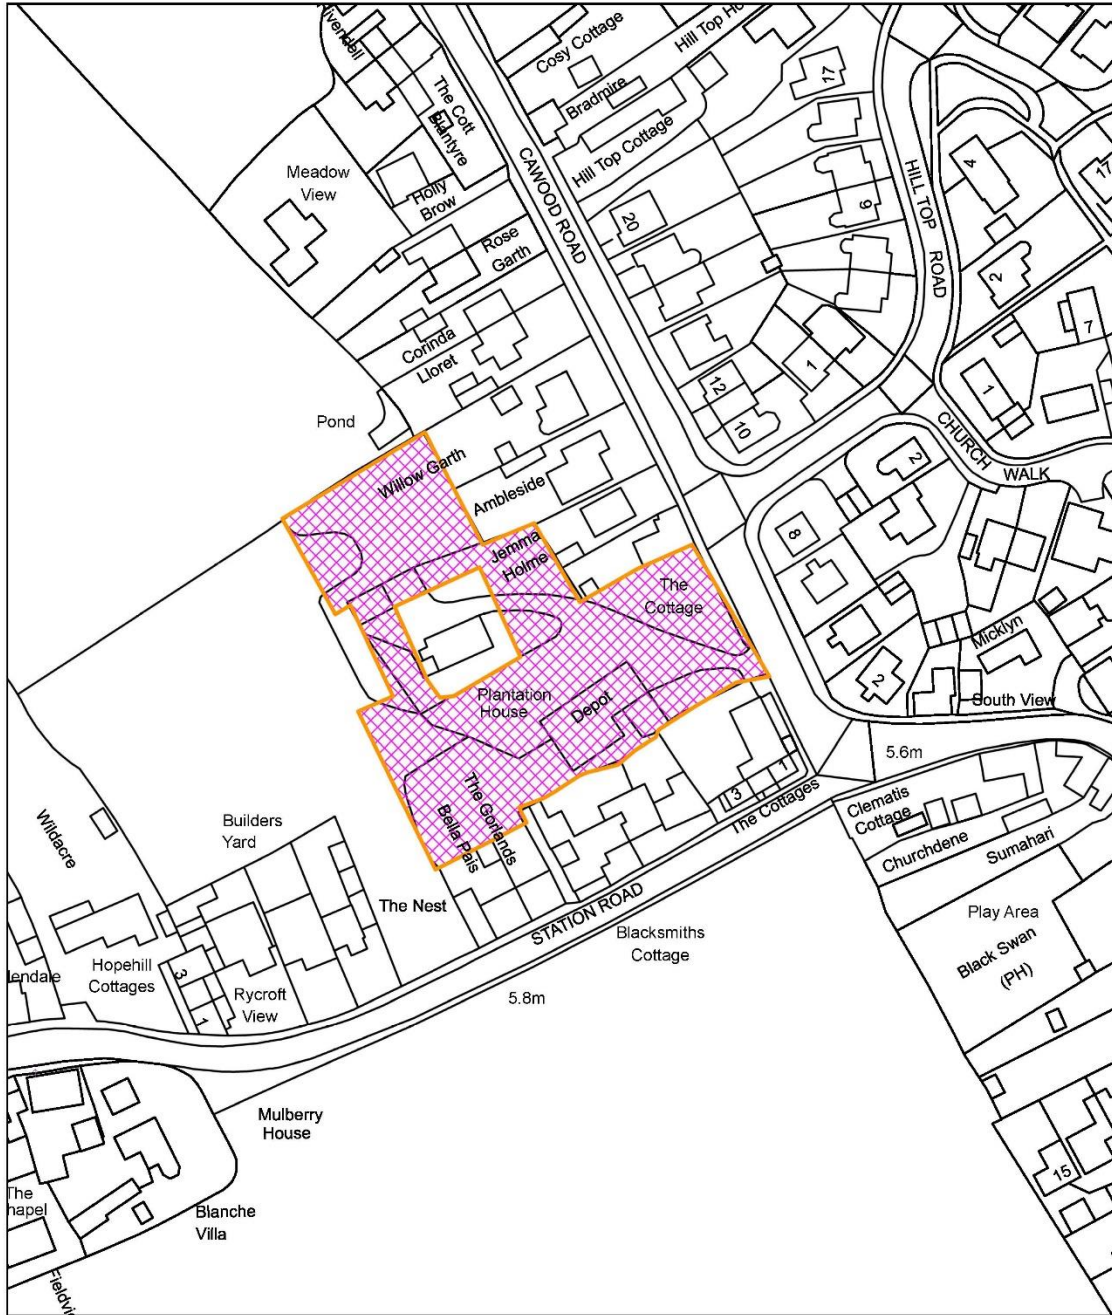 Rivendell
The Cott
Blantyre
Meadow
View
Holly
Brow
Rose
Garth
Corinda
Lloret
Pond
Willow Garth
Ambleside
Jemma
Holme
The
Cottage
Plantation
House
Depot
The Gorlands
Bella Pais
The Nest
Builders
Yard
Wildacre
Hopehill
Cottages
3
1
Rycroft
View
STATION ROAD
5.8m
Blacksmiths
Cottage
3
1
The Cottages
Mulberry
House
Blanche
Villa
The
CAWOOD ROAD
Cosy Cottage
Bradmire
Hill Top Cottage
20
12
10
1
17
9
HILL TOP
ROAD
4
2
17
7
1
CHURCH
WALK
2
8
2
Micklyn
South View
5.6m
Clematis
Cottage
Churchdene
Sumahari
Play Area
Black Swan
(PH)
15